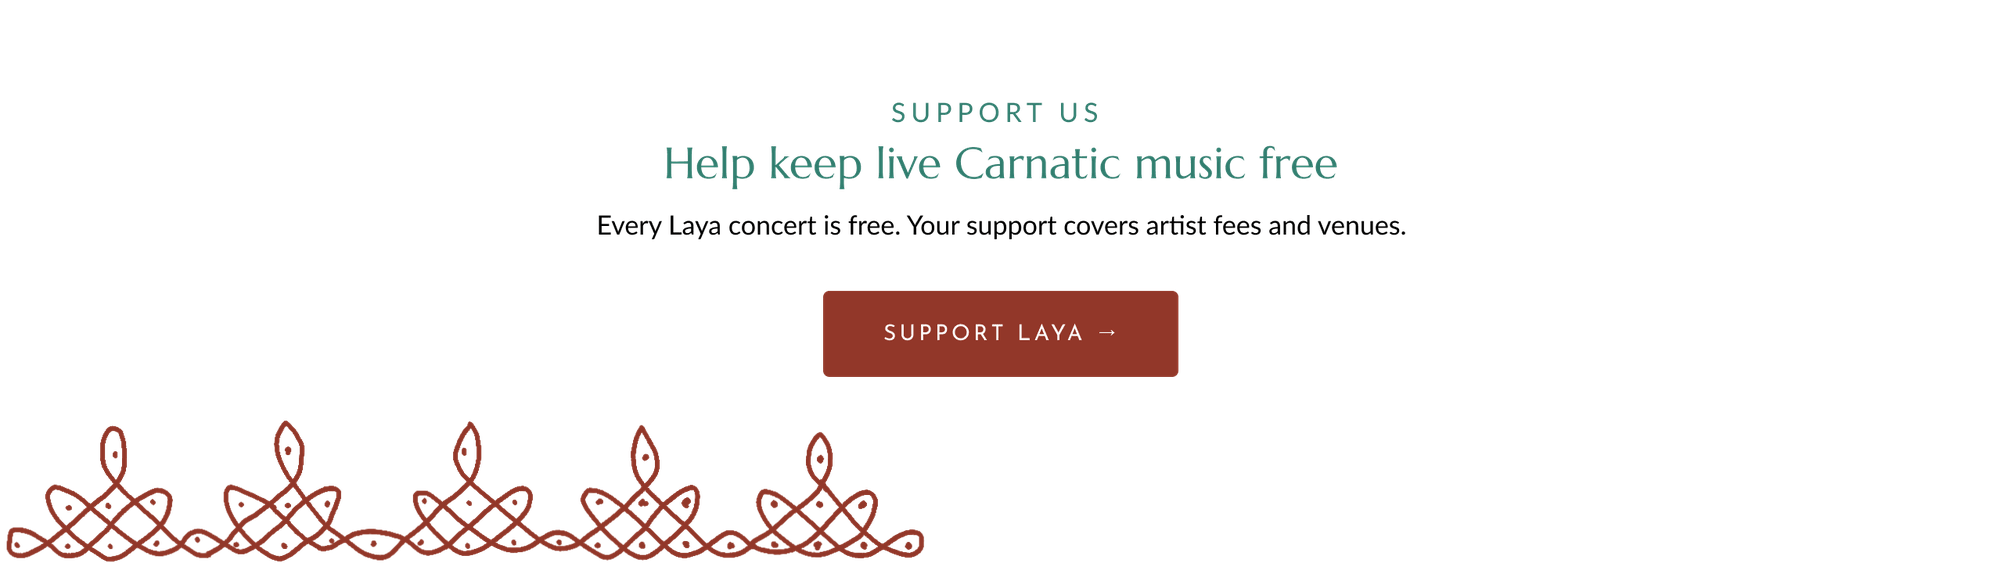 SUPPORT US
Help keep live Carnatic music free
Every Laya concert is free. Your support covers artist fees and venues.
SUPPORT LAYA →